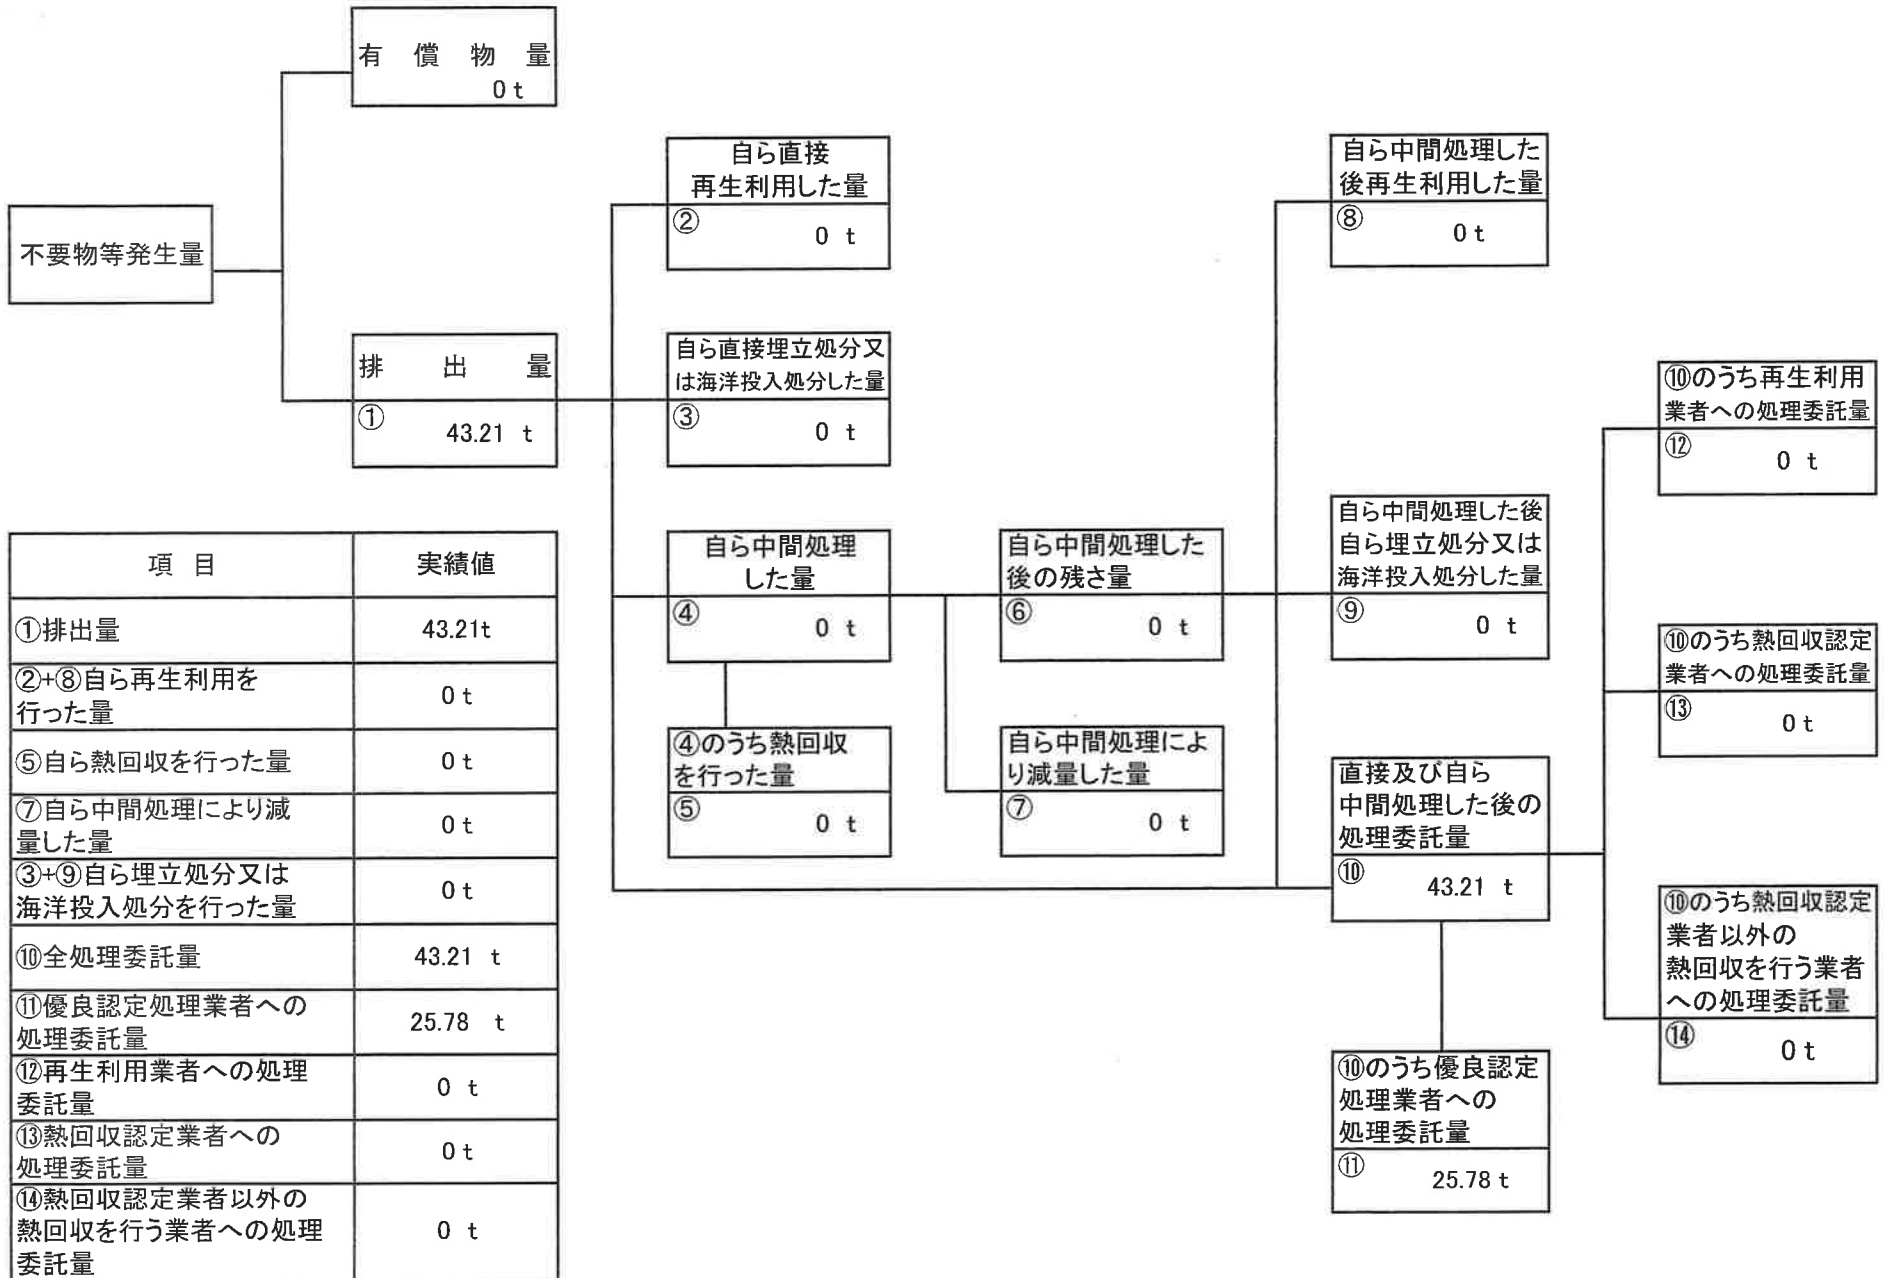 有 償 物 量
0 t
不要物等発生量
排 出 量
①
43.21 t
自ら直接
再生利用した量
②
0 t
自ら直接埋立処分又
は海洋投入処分した量
③
0 t
自ら中間処理
した量
④
0 t
④のうち熱回収
を行った量
⑤
0 t
自ら中間処理した
後の残さ量
⑥
0 t
自ら中間処理によ
り減量した量
⑦
0 t
自ら中間処理した
後再生利用した量
⑧
0 t
自ら中間処理した後
自ら埋立処分又は
海洋投入処分した量
⑨
0 t
直接及び自ら
中間処理した後の
処理委託量
⑩
43.21 t
⑩のうち優良認定
処理業者への
処理委託量
⑪
25.78 t
⑩のうち再生利用
業者への処理委託量
⑫
0 t
⑩のうち熱回収認定
業者への処理委託量
⑬
0 t
⑩のうち熱回収認定
業者以外の
熱回収を行う業者
への処理委託量
⑭
0 t
項 目 実績値
①排出量 43.21t
②+⑧自ら再生利用を
行った量
0 t
⑤自ら熱回収を行った量 0 t
⑦自ら中間処理により減
量した量
0 t
③+⑨自ら埋立処分又は
海洋投入処分を行った量
0 t
⑩全処理委託量 43.21 t
⑪優良認定処理業者への
処理委託量
25.78 t
⑫再生利用業者への処理
委託量
0 t
⑬熱回収認定業者への
処理委託量
0 t
⑭熱回収認定業者以外の
熱回収を行う業者への処理
委託量
0 t